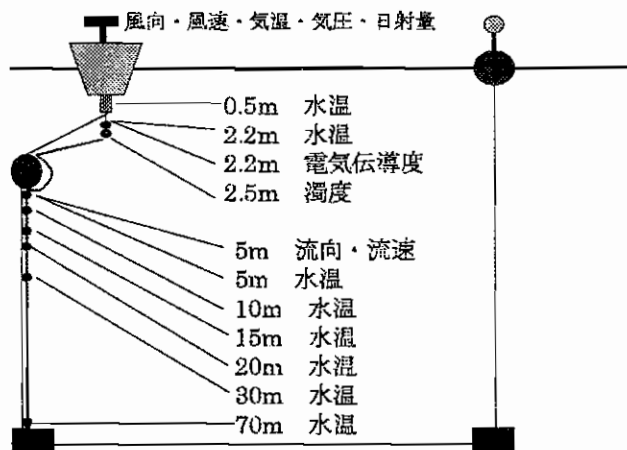 風向・風速・気温・気圧・日射量
0.5m 水温
2.2m 水温
2.2m 電気伝導度
2.5m 濁度
5m 流向・流速
5m 水温
10m 水温
15m 水温
20m 水温
30m 水温
70m 水温